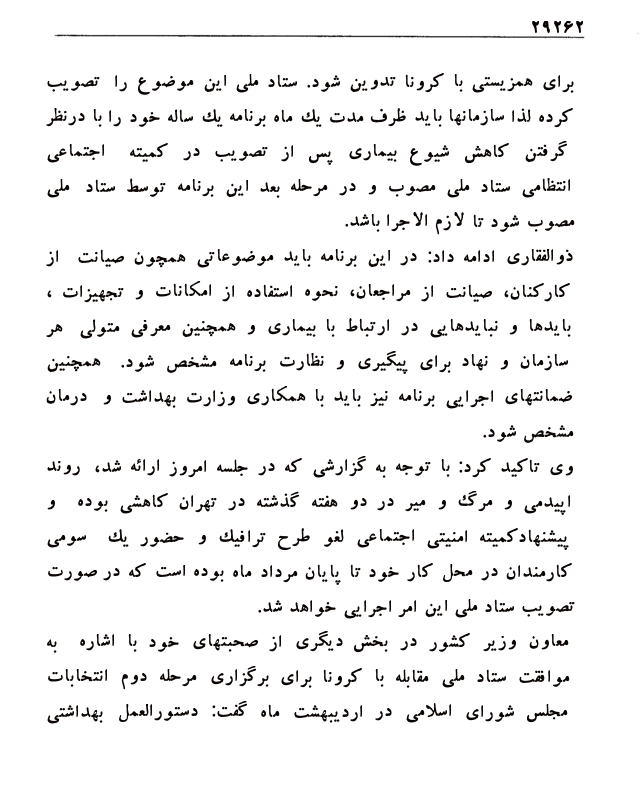 ۲۹۲۶۲
برای همزیستی با کرونا تدوین شود. ستاد ملی این موضوع را تصویب
کرده لذا سازمانها باید ظرف مدت یك ماه برنامه یك ساله خود را با درنظر
گرفتن کاهش شیوع بیماری پس از تصویب در کمیته اجتماعی
انتظامی ستاد ملی مصوب و در مرحله بعد این برنامه توسط ستاد ملی
مصوب شود تا لازم الاجرا باشد.
ذوالفقاری ادامه داد: در این برنامه باید موضوعاتی همچون صیانت از
کارکنان، صیانت از مراجعان، نحوه استفاده از امکانات و تجهیزات ،
بایدها و نبایدهایی در ارتباط با بیماری و همچنین معرفی متولی هر
سازمان و نهاد برای پیگیری و نظارت برنامه مشخص شود. همچنین
ضمانتهای اجرایی برنامه نیز باید با همکاری وزارت بهداشت و درمان
مشخص شود.
وی تاکید کرد: با توجه به گزارشی که در جلسه امروز ارائه شد، روند
اپیدمی و مرگ و میر در دو هفته گذشته در تهران کاهشی بوده و
پیشنهادکمیته امنیتی اجتماعی لغو طرح ترافیك و حضور یك سومی
کارمندان در محل کار خود تا پایان مرداد ماه بوده است که در صورت
تصویب ستاد ملی این امر اجرایی خواهد شد.
معاون وزیر کشور در بخش دیگری از صحبتهای خود با اشاره به
موافقت ستاد ملی مقابله با کرونا برای برگزاری مرحله دوم انتخابات
مجلس شورای اسلامی در اردیبهشت ماه گفت: دستورالعمل بهداشتی